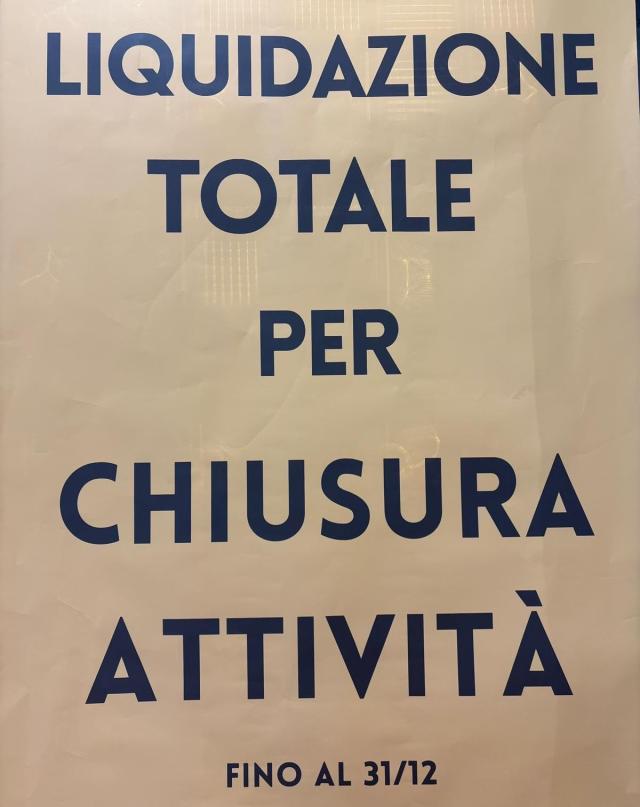 LIQUIDAZIONE
TOTALE
PER
CHIUSURA
ATTIVITÀ
FINO AL 31/12